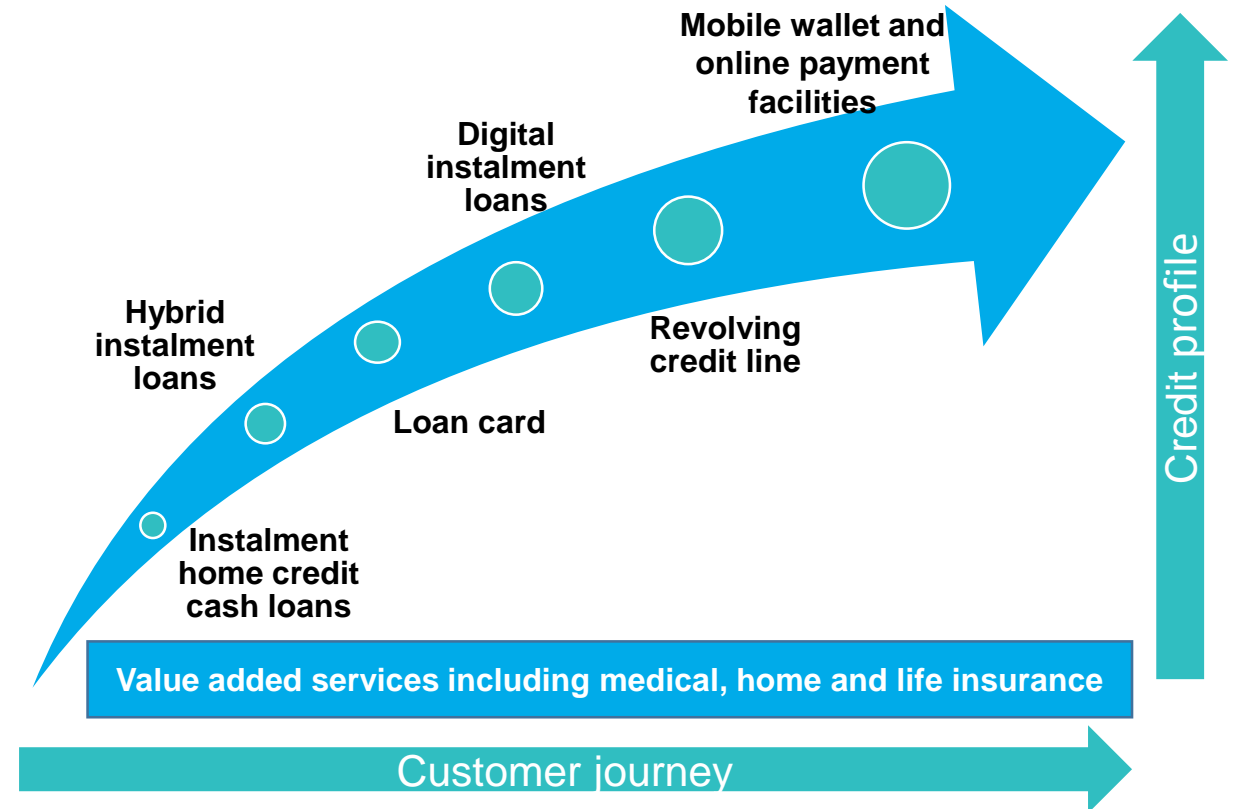 Mobile wallet and
online payment
facilities
Digital
instalment
loans
Hybrid
instalment
loans
Revolving
credit line
Loan card
Instalment
home credit
cash loans
Value added services including medical, home and life insurance
Customer journey
Credit profile